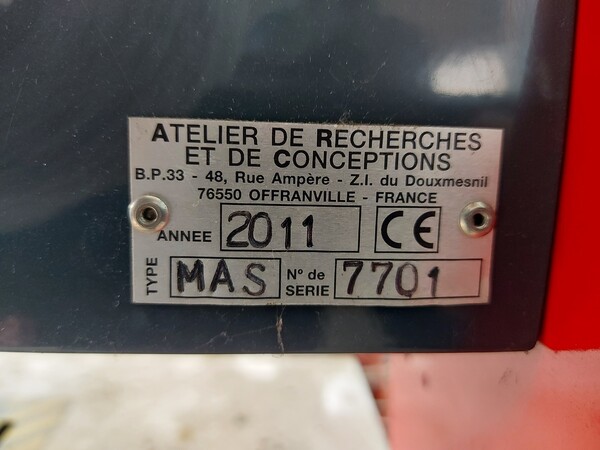 ATELIER DE RECHERCHES
ET DE CONCEPTIONS
B.P.33 - 48, Rue Ampère - Z.I. du Douxmesnil
76550 OFFRANVILLE - FRANCE
ANNEE 2011 CE
TYPE MAS N° de SERIE 7701